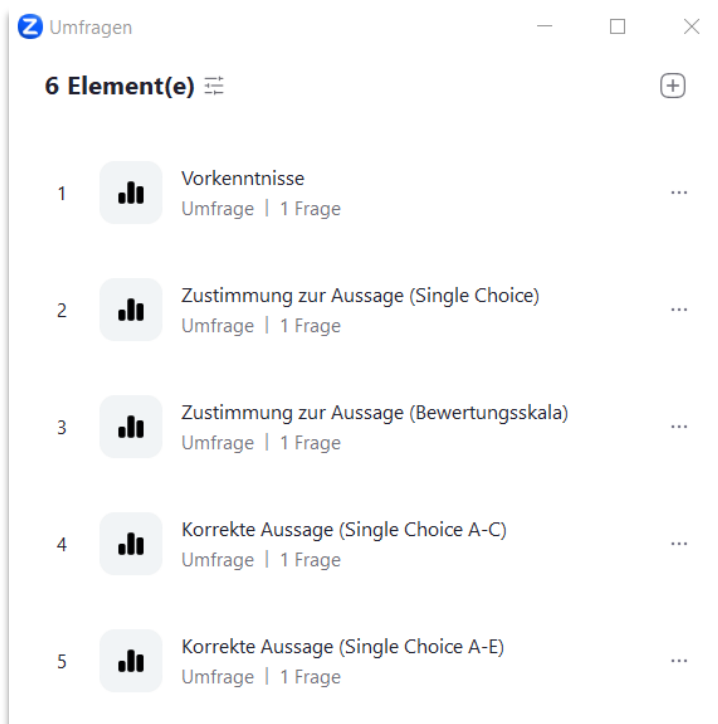 Umfragen
6 Element(e)
1
Vorkenntnisse
Umfrage | 1 Frage
2
Zustimmung zur Aussage (Single Choice)
Umfrage | 1 Frage
3
Zustimmung zur Aussage (Bewertungsskala)
Umfrage | 1 Frage
4
Korrekte Aussage (Single Choice A-C)
Umfrage | 1 Frage
5
Korrekte Aussage (Single Choice A-E)
Umfrage | 1 Frage